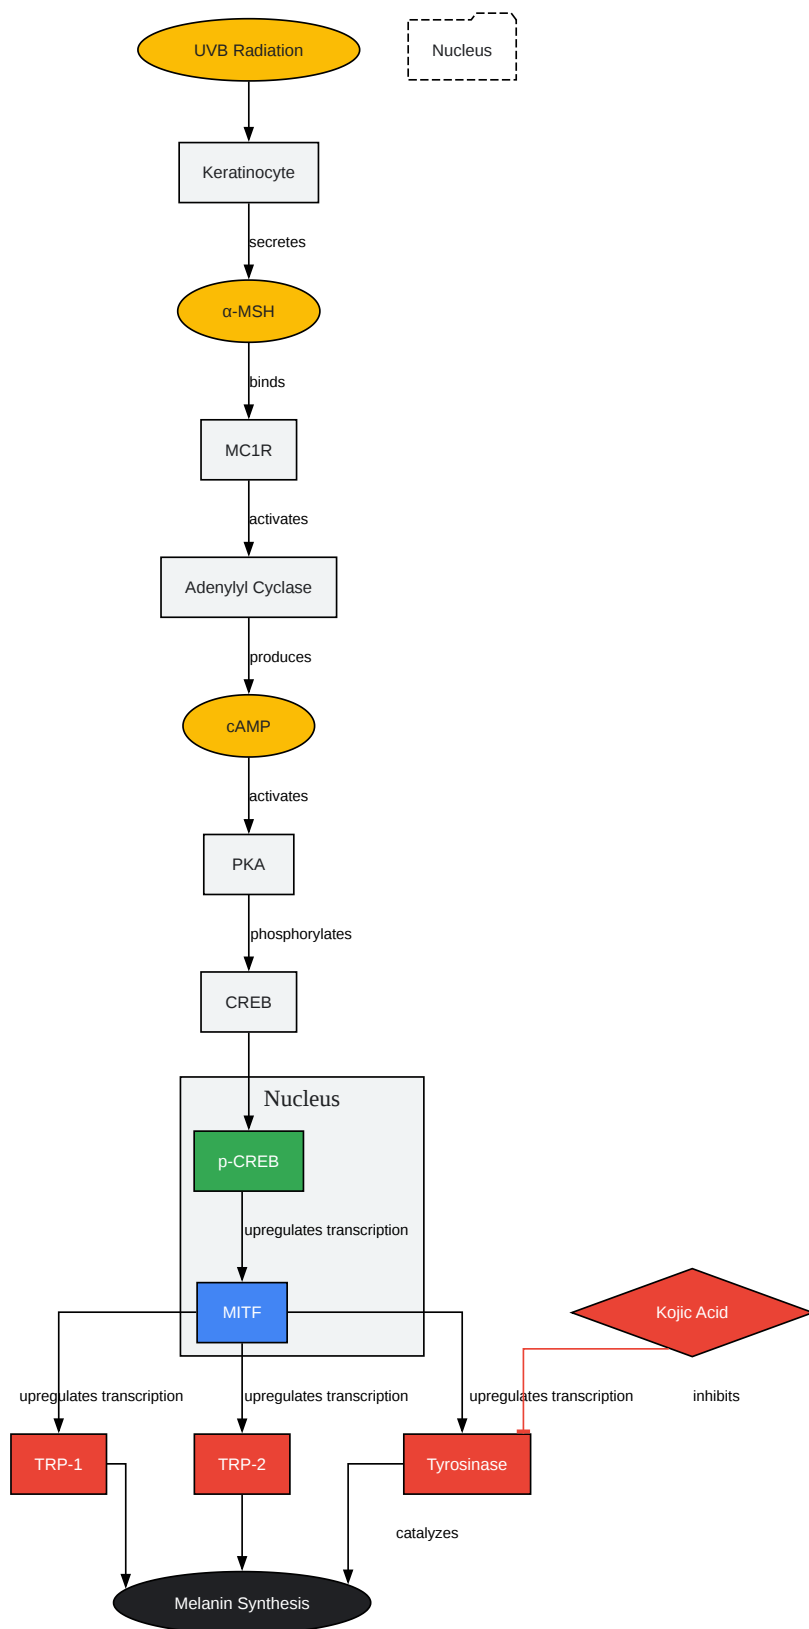 UVB Radiation
Nucleus
Keratinocyte
secretes
α-MSH
binds
MC1R
activates
Adenylyl Cyclase
produces
cAMP
activates
PKA
phosphorylates
CREB
Nucleus
p-CREB
upregulates transcription
MITF
Kojic Acid
upregulates transcription
upregulates transcription
upregulates transcription
inhibits
TRP-1
TRP-2
Tyrosinase
catalyzes
Melanin Synthesis